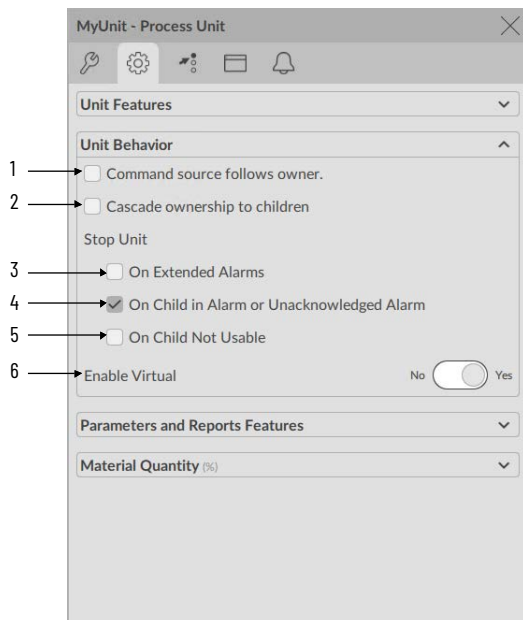 MyUnit - Process Unit
Unit Features
Unit Behavior
1 Command source follows owner.
2 Cascade ownership to children
Stop Unit
3 On Extended Alarms
4 On Child in Alarm or Unacknowledged Alarm
5 On Child Not Usable
6 Enable Virtual No Yes
Parameters and Reports Features
Material Quantity (%)